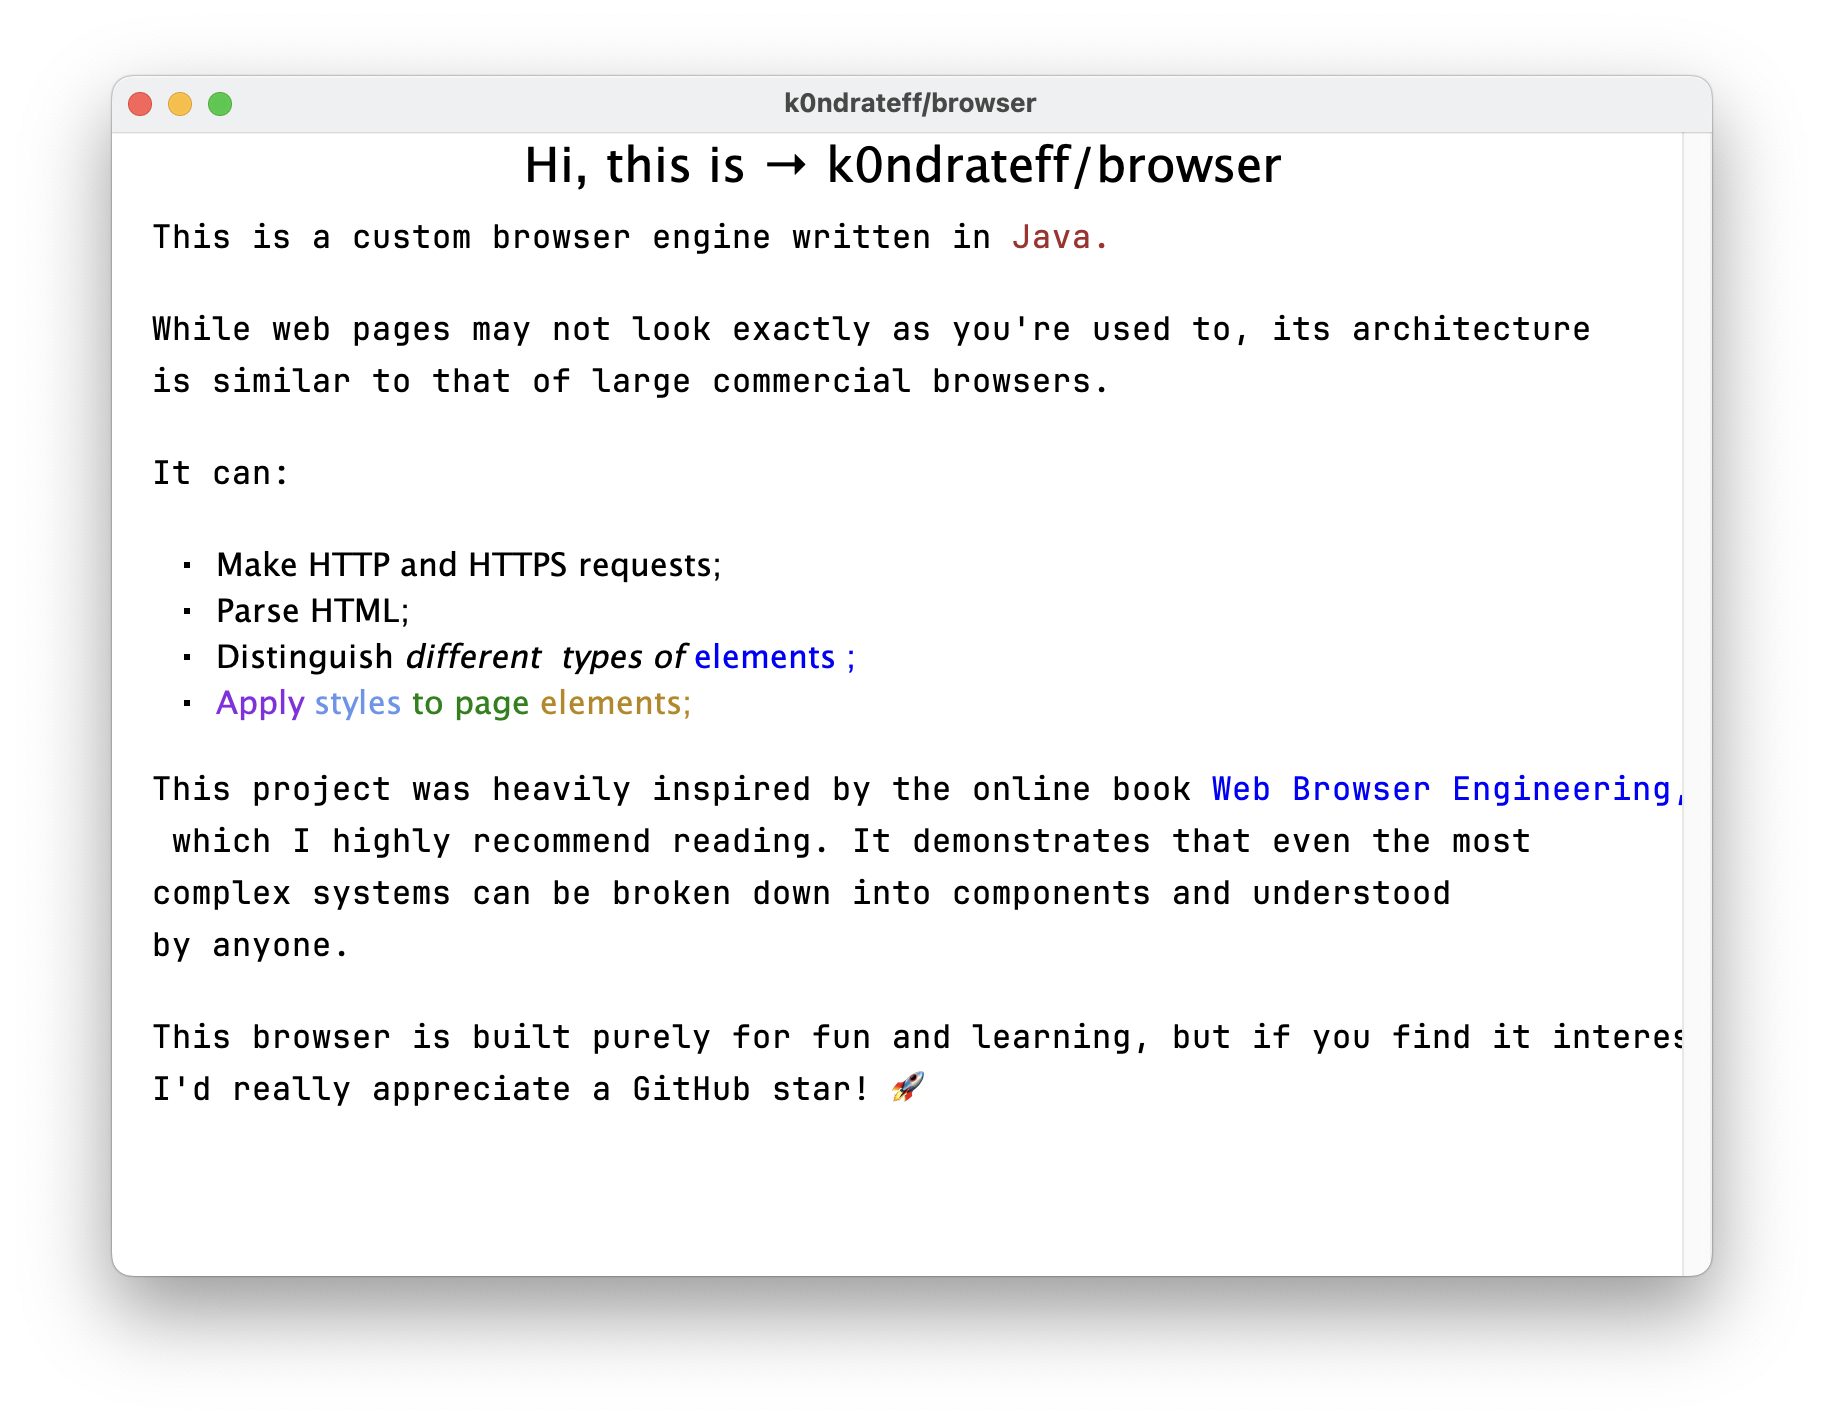 k0ndrateff/browser
Hi, this is → k0ndrateff/browser
This is a custom browser engine written in Java.
While web pages may not look exactly as you're used to, its architecture
is similar to that of large commercial browsers.
It can:
· Make HTTP and HTTPS requests;
· Parse HTML;
· Distinguish different types of elements ;
· Apply styles to page elements;
This project was heavily inspired by the online book Web Browser Engineering,
which I highly recommend reading. It demonstrates that even the most
complex systems can be broken down into components and understood
by anyone.
This browser is built purely for fun and learning, but if you find it interes
I'd really appreciate a GitHub star! 🚀